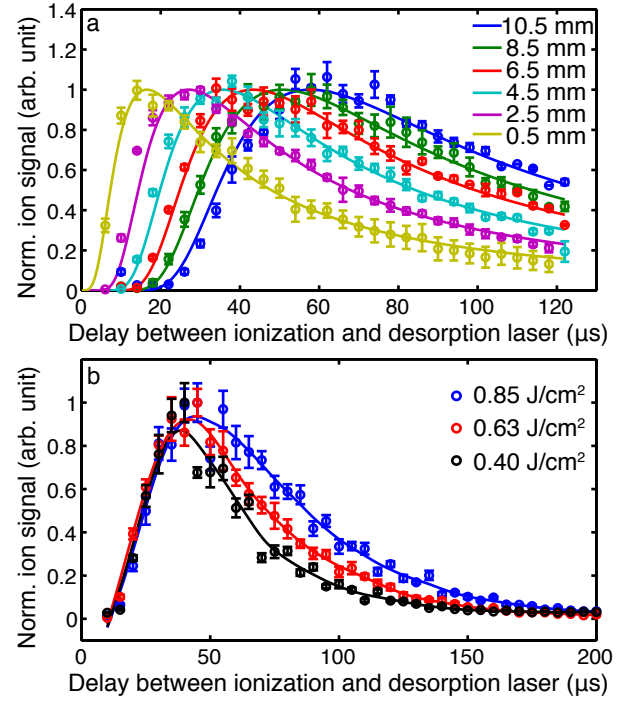 a
10.5 mm
8.5 mm
6.5 mm
4.5 mm
2.5 mm
0.5 mm
Norm. ion signal (arb. unit)
1.4
1.2
1
0.8
0.6
0.4
0.2
0
0 20 40 60 80 100 120
Delay between ionization and desorption laser (μs)
b
0.85 J/cm²
0.63 J/cm²
0.40 J/cm²
Norm. ion signal (arb. unit)
1
0.8
0.6
0.4
0.2
0
0 50 100 150 200
Delay between ionization and desorption laser (μs)